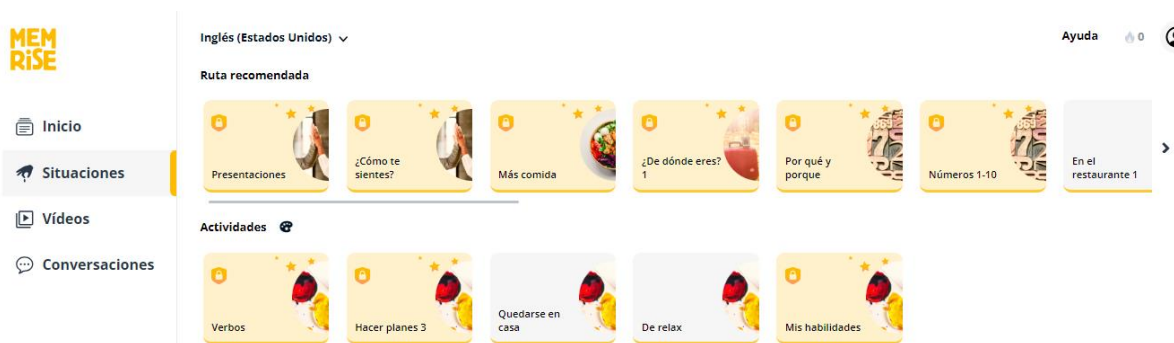 MEM
RiSE
Inglés (Estados Unidos)
Ayuda
0
Ruta recomendada
Inicio
Situaciones
Vídeos
Conversaciones
Presentaciones
¿Cómo te
sientes?
Más comida
¿De dónde eres?
1
Por qué y
porque
Números 1-10
En el
restaurante 1
Actividades
Verbos
Hacer planes 3
Quedarse en
casa
De relax
Mis habilidades